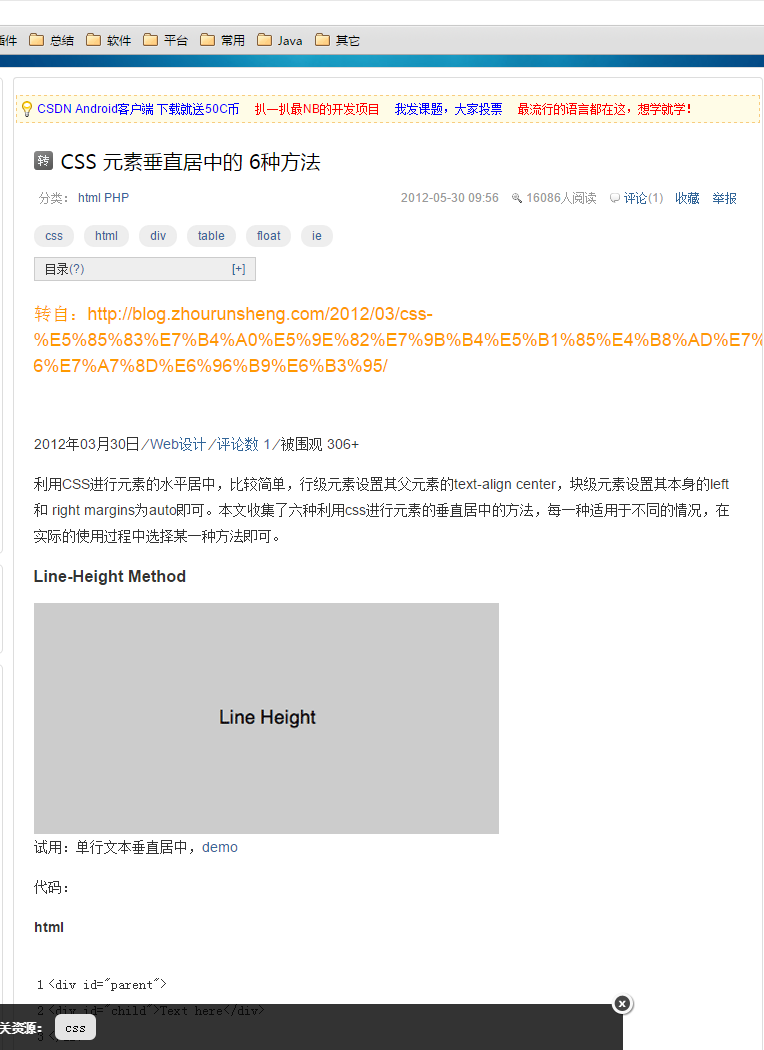 插件 总结 软件 平台 常用 Java 其它
CSDN Android客户端 下载就送50C币 扒一扒最NB的开发项目 我发课题，大家投票 最流行的语言都在这，想学就学！
转 CSS 元素垂直居中的 6种方法
分类： html PHP 2012-05-30 09:56 16086人阅读 评论(1) 收藏 举报
css html div table float ie
目录(?) [+]
转自：http://blog.zhourunsheng.com/2012/03/css-
%E5%85%83%E7%B4%A0%E5%9E%82%E7%9B%B4%E5%B1%85%E4%B8%AD%E7%
6%E7%A7%8D%E6%96%B9%E6%B3%95/
2012年03月30日 ⁄ Web设计 ⁄ 评论数 1 ⁄ 被围观 306+
利用CSS进行元素的水平居中，比较简单，行级元素设置其父元素的text-align center，块级元素设置其本身的left
和 right margins为auto即可。本文收集了六种利用css进行元素的垂直居中的方法，每一种适用于不同的情况，在
实际的使用过程中选择某一种方法即可。
Line-Height Method
Line Height
试用：单行文本垂直居中，demo
代码：
html
1 <div id="parent">
2 <div id="child">Text here</div>
关资源： css